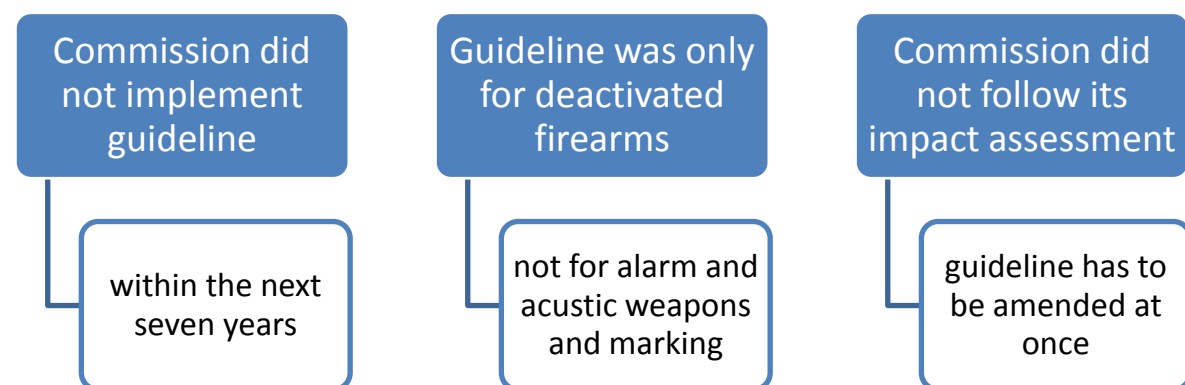 Commission did
not implement
guideline
within the next
seven years
Guideline was only
for deactivated
firearms
not for alarm and
acustic weapons
and marking
Commission did
not follow its
impact assessment
guideline has to
be amended at
once